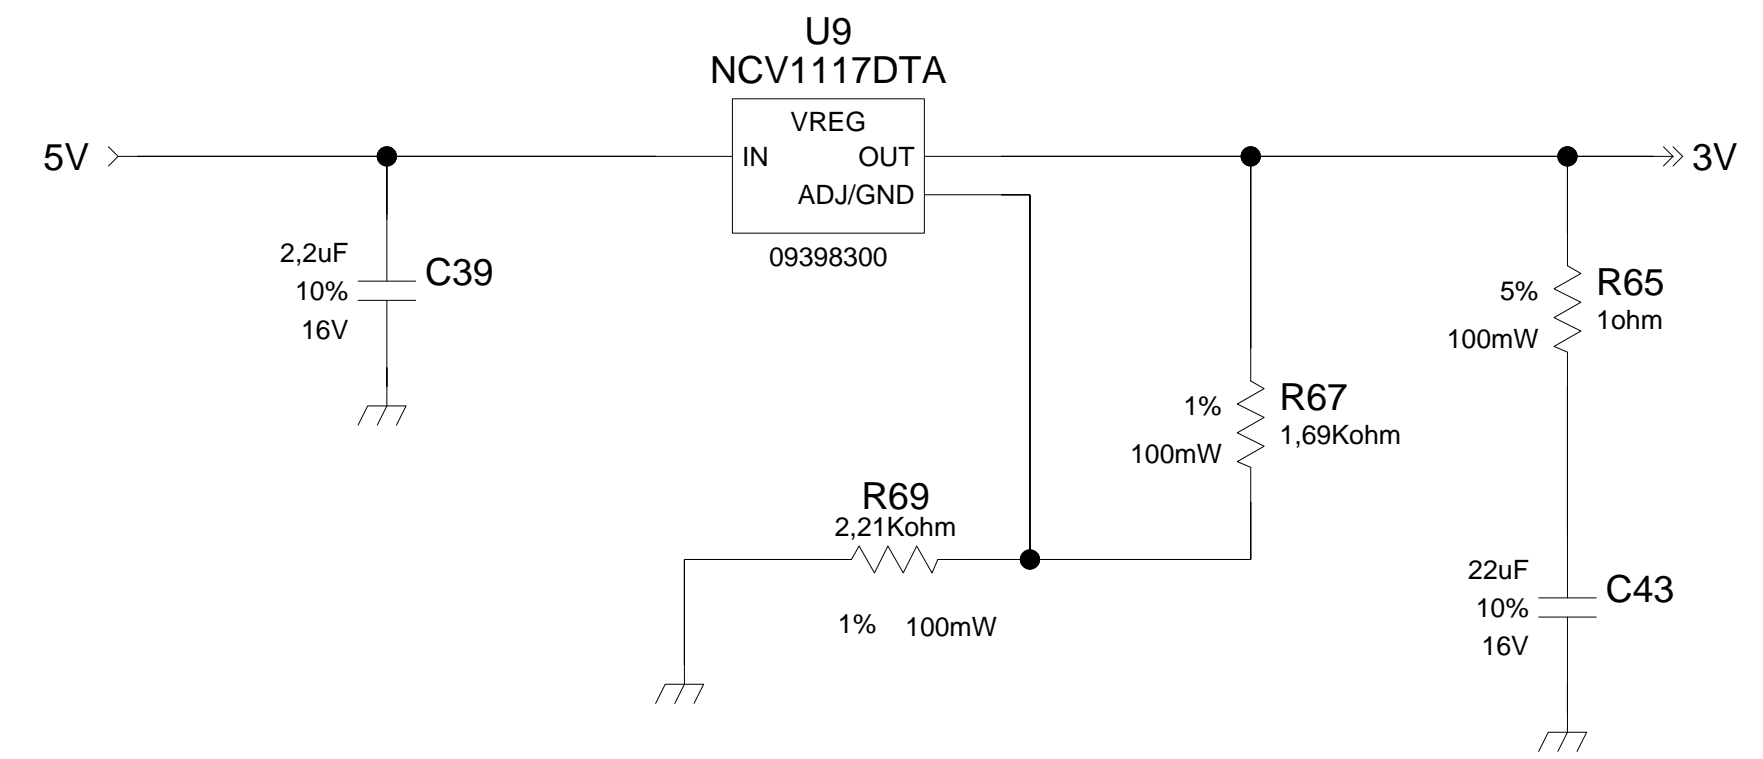 U9
NCV1117DTA
VREG
5V
IN
OUT
3V
ADJ/GND
09398300
2,2uF
10%
16V
C39
5%
100mW
R65
1ohm
1%
100mW
R67
1,69Kohm
R69
2,21Kohm
1% 100mW
22uF
10%
16V
C43